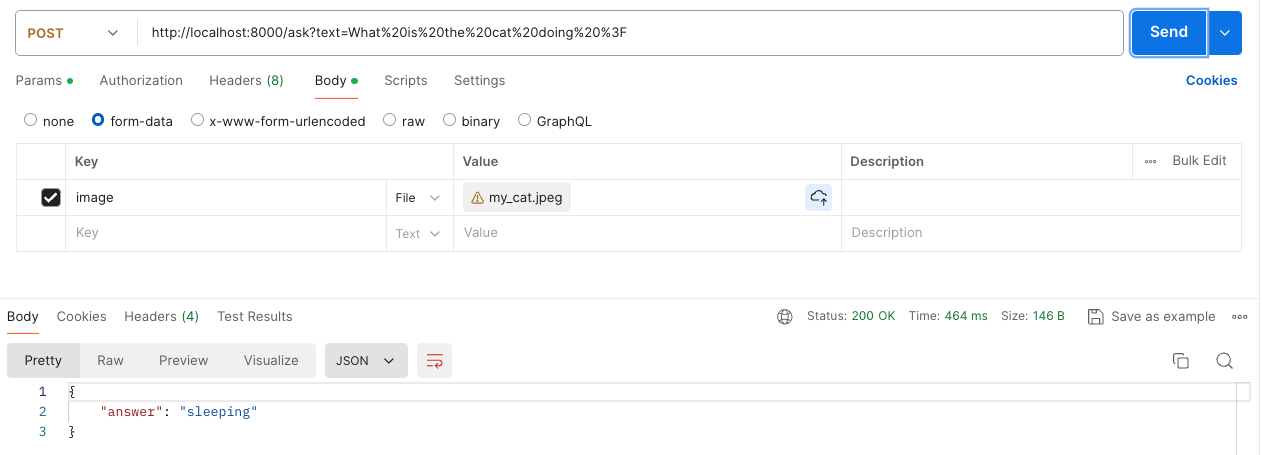 POST http://localhost:8000/ask?text=What%20is%20the%20cat%20doing%20%3F Send
Params Authorization Headers (8) Body Scripts Settings Cookies
none form-data x-www-form-urlencoded raw binary GraphQL
Key Value Description Bulk Edit
image File my_cat.jpeg
Key Text Value Description
Body Cookies Headers (4) Test Results Status: 200 OK Time: 464 ms Size: 146 B Save as example
Pretty Raw Preview Visualize JSON
1 {
2 "answer": "sleeping"
3 }